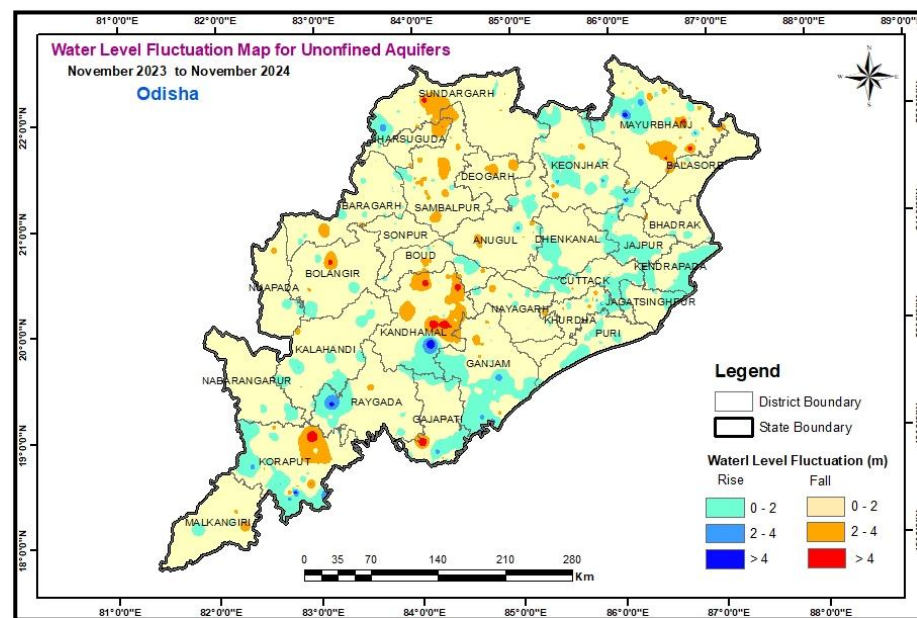 81°0'0"E 82°0'0"E 83°0'0"E 84°0'0"E 85°0'0"E 86°0'0"E 87°0'0"E 88°0'0"E 89°0'0"E
Water Level Fluctuation Map for Unonfined Aquifers
November 2023 to November 2024
Odisha
N
W E
S
22°0'0"N
21°0'0"N
20°0'0"N
19°0'0"N
18°0'0"N
SUNDARGARH
MAYURBHANJ
JHARSUGUDA
KEONJHAR
BALASORE
DEOGARH
BARAGARH
SAMBALPUR
BHADRAK
SONPUR
ANUGUL
DHENKANAL
JAJPUR
BOUD
KENDRAPADA
BOLANGIR
CUTTACK
NUAPADA
JAGATSINGHPUR
NAYAGARH
KHURDHA
KANDHAMAL
PURI
KALAHANDI
GANJAM
NABARANGARUR
RAYGADA
GAJAPATI
KORAPUT
MALKANGIRI
Legend
District Boundary
State Boundary
Waterl Level Fluctuation (m)
Rise Fall
0 - 2 0 - 2
2 - 4 2 - 4
> 4 > 4
0 35 70 140 210 280
Km
81°0'0"E 82°0'0"E 83°0'0"E 84°0'0"E 85°0'0"E 86°0'0"E 87°0'0"E 88°0'0"E